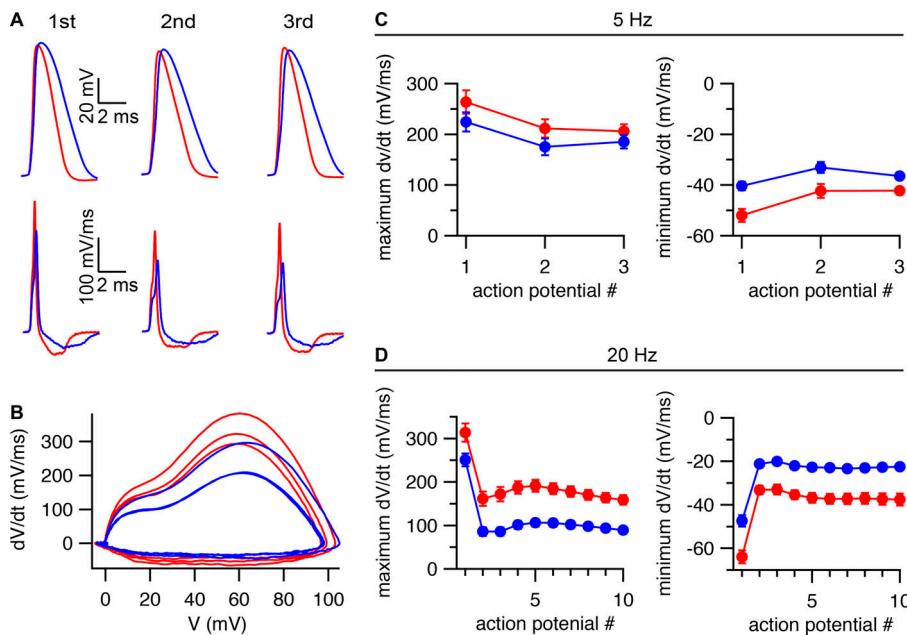 A
1st 2nd 3rd
20 mV
2 ms
100 mV/ms
2 ms
B
dV/dt (mV/ms)
300
200
100
0
0 20 40 60 80 100
V (mV)
C
5 Hz
maximum dv/dt (mV/ms)
300
200
100
0
1 2 3
action potential #
minimum dv/dt (mV/ms)
0
-20
-40
-60
1 2 3
action potential #
D
20 Hz
maximum dV/dt (mV/ms)
300
200
100
0
5 10
action potential #
minimum dV/dt (mV/ms)
-20
-40
-60
0
5 10
action potential #